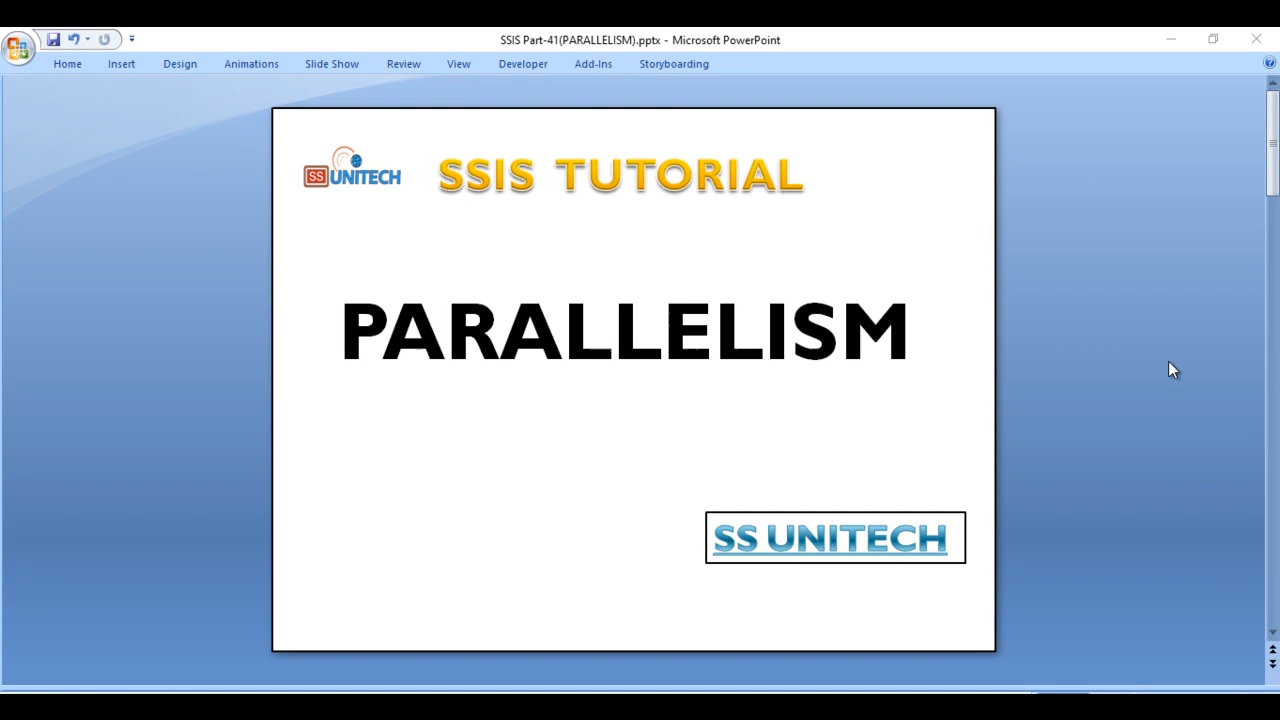 SSIS Part-41(PARALLELISM).pptx - Microsoft PowerPoint
Home Insert Design Animations Slide Show Review View Developer Add-Ins Storyboarding
SS UNITECH SSIS TUTORIAL
PARALLELISM
SS UNITECH